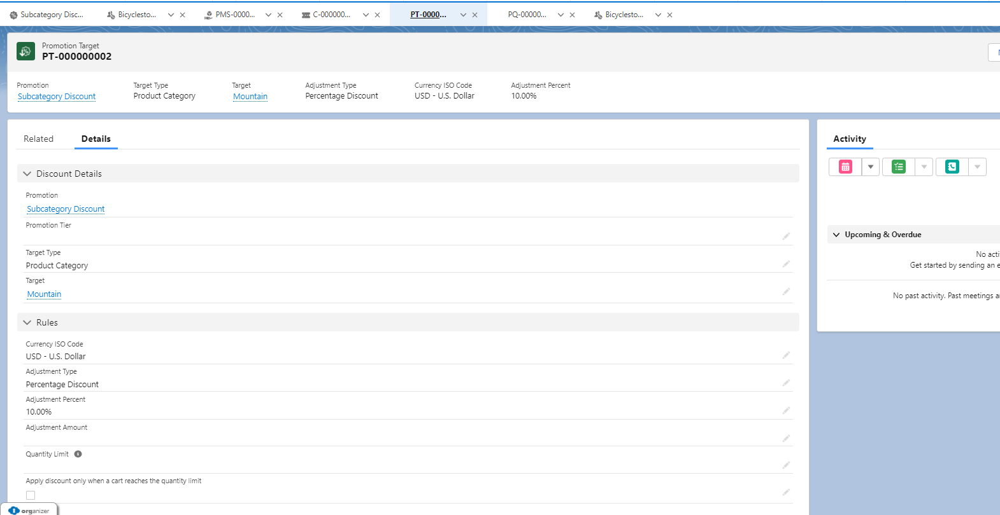 Subcategory Disc...
Bicyclesto...
PMS-0000...
C-000000...
PT-0000...
PQ-00000...
Bicyclesto...
Promotion Target
PT-000000002
Promotion
Target Type
Target
Adjustment Type
Currency ISO Code
Adjustment Percent
Subcategory Discount
Product Category
Mountain
Percentage Discount
USD - U.S. Dollar
10.00%
Related
Details
Discount Details
Promotion
Subcategory Discount
Promotion Tier
Target Type
Product Category
Target
Mountain
Rules
Currency ISO Code
USD - U.S. Dollar
Adjustment Type
Percentage Discount
Adjustment Percent
10.00%
Adjustment Amount
Quantity Limit
Apply discount only when a cart reaches the quantity limit
organizer
Activity
Upcoming & Overdue
No acti
Get started by sending an e
No past activity. Past meetings a